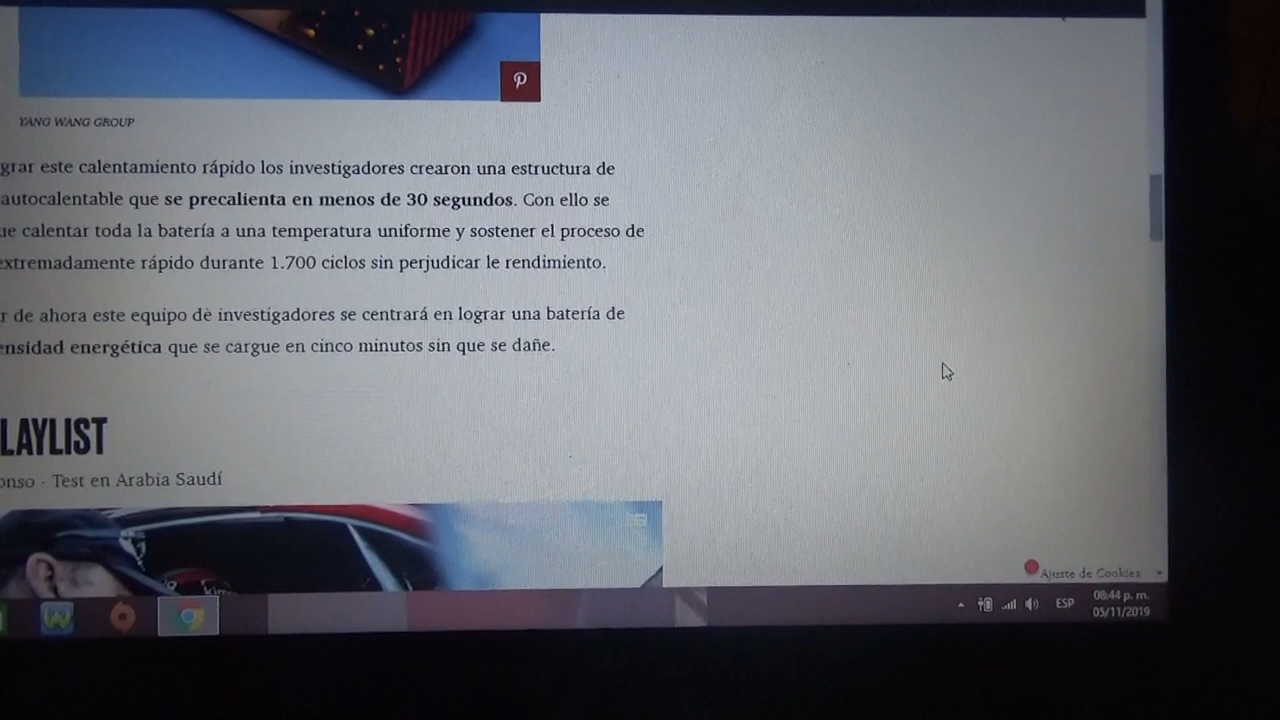 YANG WANG GROUP
grar este calentamiento rápido los investigadores crearon una estructura de
autocalentable que se precalienta en menos de 30 segundos. Con ello se
ue calentar toda la batería a una temperatura uniforme y sostener el proceso de
extremadamente rápido durante 1.700 ciclos sin perjudicar le rendimiento.
r de ahora este equipo de investigadores se centrará en lograr una batería de
ensidad energética que se cargue en cinco minutos sin que se dañe.
LAYLIST
onso - Test en Arabia Saudí
Ajuste de Cookies
ESP
08:44 p. m.
05/11/2019